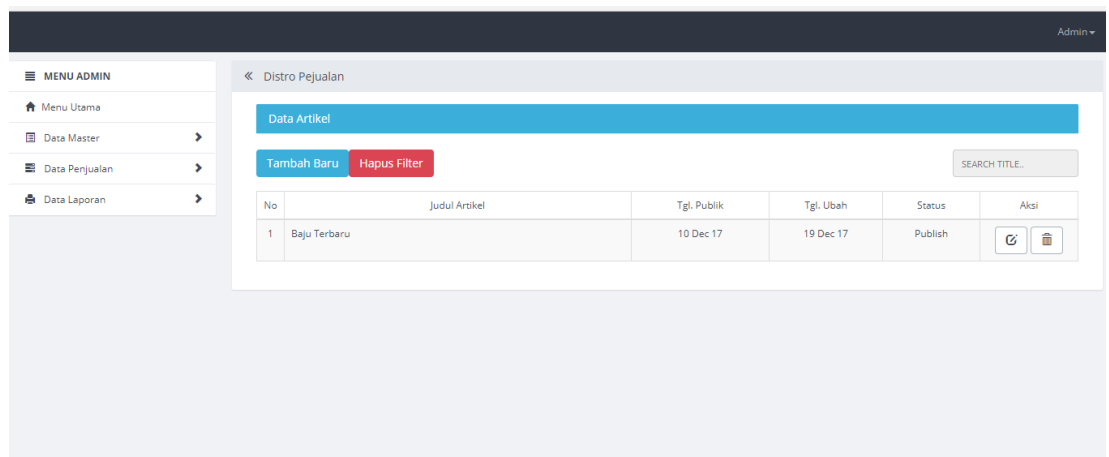 Admin
MENU ADMIN
Menu Utama
Data Master
Data Penjualan
Data Laporan
Distro Pejualan
Data Artikel
Tambah Baru Hapus Filter SEARCH TITLE..
No Judul Artikel Tgl. Publik Tgl. Ubah Status Aksi
1 Baju Terbaru 10 Dec 17 19 Dec 17 Publish